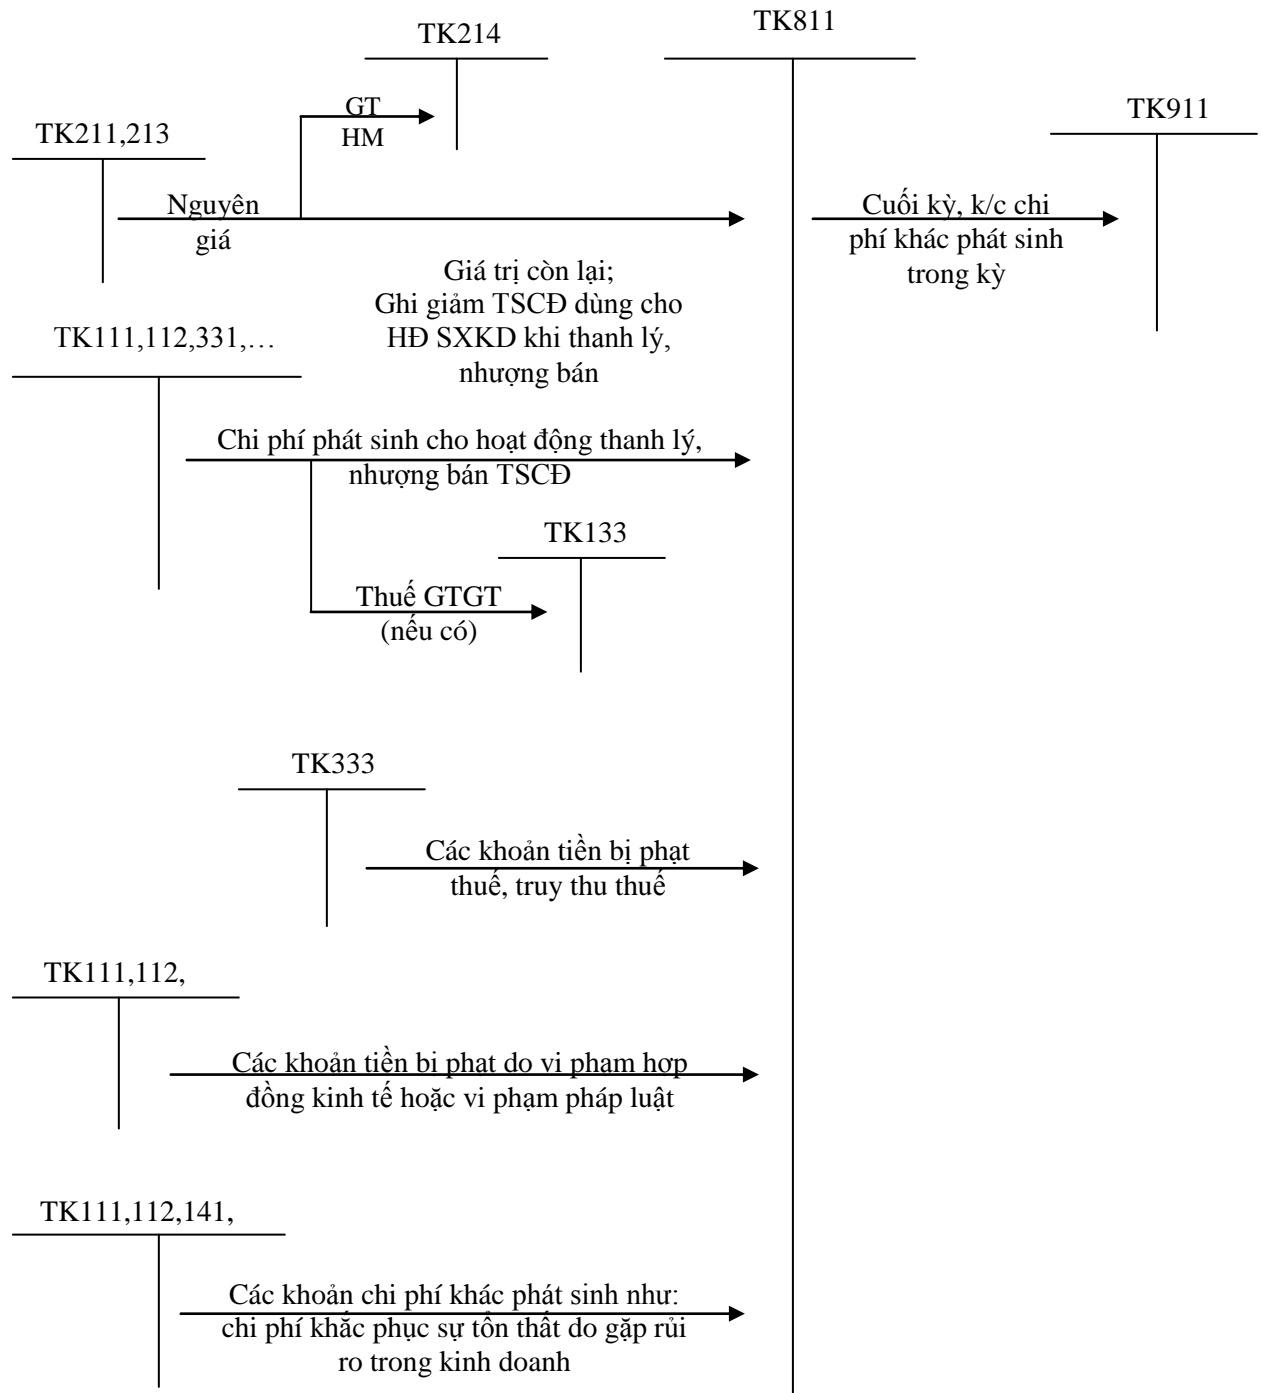 TK214
TK811
GT
HM
TK911
TK211,213
Nguyên
giá
Cuối kỳ, k/c chi
phí khác phát sinh
trong kỳ
Giá trị còn lại;
Ghi giảm TSCĐ dùng cho
HĐ SXKD khi thanh lý,
nhượng bán
TK111,112,331,…
Chi phí phát sinh cho hoạt động thanh lý,
nhượng bán TSCĐ
TK133
Thuế GTGT
(nếu có)
TK333
Các khoản tiền bị phạt
thuế, truy thu thuế
TK111,112,
Các khoản tiền bị phạt do vi phạm hợp
đồng kinh tế hoặc vi phạm pháp luật
TK111,112,141,
Các khoản chi phí khác phát sinh như:
chi phí khắc phục sự tổn thất do gặp rủi
ro trong kinh doanh